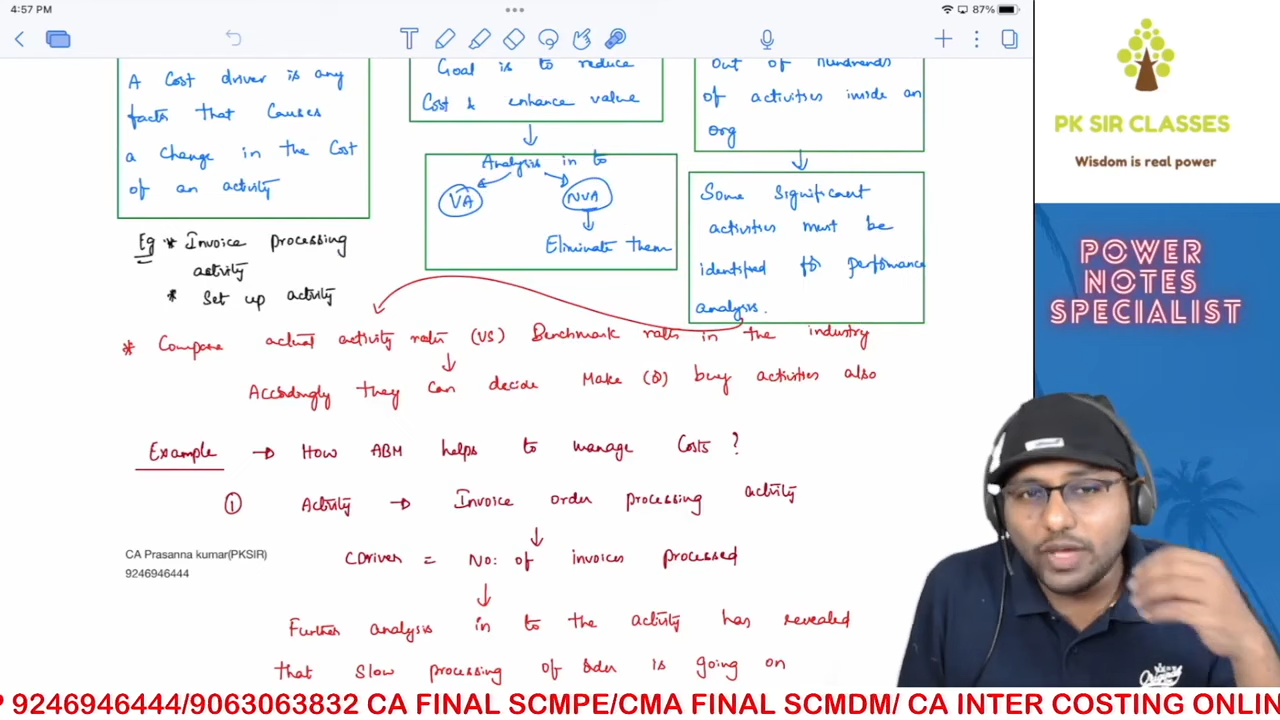 4:57 PM
87%
A Cost driver is any
factor that Causes
a change in the Cost
of an activity
Eg * Invoice processing
activity
* Set up activity
Goal is to reduce
Cost & enhance value
Analysis in to
VA
NVA
Eliminate them
Out of hundreds
of activities inside an
org
Some significant
activities must be
identified for performance
analysis.
* Compare actual activity rates (VS) Benchmark rates in the industry
Accordingly they can decide Make (or) buy activities also
Example → How ABM helps to manage Costs ?
① Activity → Invoice order processing activity
CDriver = No: of invoices processed
CA Prasanna kumar(PKSIR)
9246946444
Further analysis in to the activity has revealed
that slow processing of order is going on
PK SIR CLASSES
Wisdom is real power
POWER
NOTES
SPECIALIST
P 9246946444/9063063832 CA FINAL SCMPE/CMA FINAL SCMDM/ CA INTER COSTING ONLIN